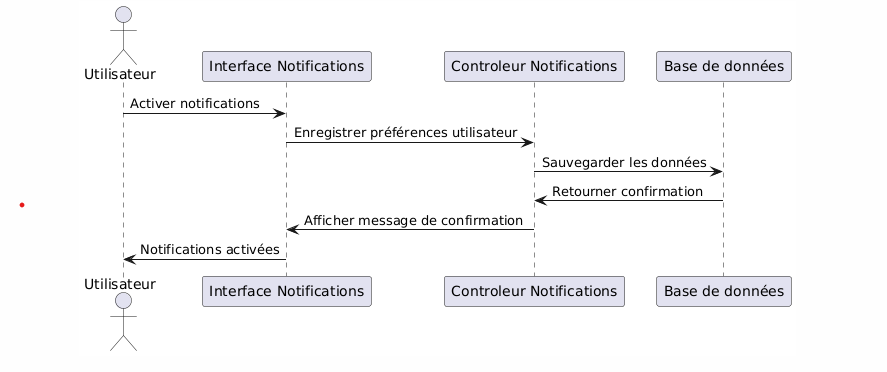 Utilisateur
Interface Notifications
Controleur Notifications
Base de données
Activer notifications
Enregistrer préférences utilisateur
Sauvegarder les données
Retourner confirmation
Afficher message de confirmation
Notifications activées
Utilisateur
Interface Notifications
Controleur Notifications
Base de données